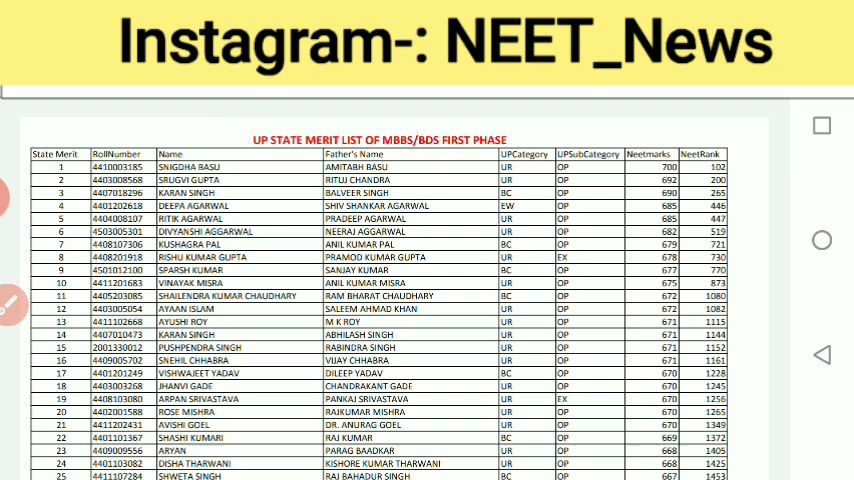 Instagram-: NEET_News
UP STATE MERIT LIST OF MBBS/BDS FIRST PHASE
State Merit RollNumber Name Father's Name UPCategory UPSubCategory Neetmarks NeetRank
1 4410003185 SNIGDHA BASU AMITABH BASU UR OP 700 102
2 4403008568 SRUGVI GUPTA RITUJ CHANDRA UR OP 692 200
3 4407018296 KARAN SINGH BALVEER SINGH BC OP 690 265
4 4401202618 DEEPA AGARWAL SHIV SHANKAR AGARWAL EW OP 685 446
5 4404008107 RITIK AGARWAL PRADEEP AGARWAL UR OP 685 447
6 4503005301 DIVYANSHI AGGARWAL NEERAJ AGGARWAL UR OP 682 519
7 4408107306 KUSHAGRA PAL ANIL KUMAR PAL BC OP 679 721
8 4408201918 RISHU KUMAR GUPTA PRAMOD KUMAR GUPTA UR EX 678 730
9 4501012100 SPARSH KUMAR SANJAY KUMAR BC OP 677 770
10 4411201683 VINAYAK MISRA ANIL KUMAR MISRA UR OP 675 873
11 4405203085 SHAILENDRA KUMAR CHAUDHARY RAM BHARAT CHAUDHARY BC OP 672 1080
12 4403005054 AYAAN ISLAM SALEEM AHMAD KHAN UR OP 672 1082
13 4411102668 AYUSHI ROY M K ROY UR OP 671 1115
14 4407010473 KARAN SINGH ABHILASH SINGH UR OP 671 1144
15 2001330012 PUSHPENDRA SINGH RABINDRA SINGH UR OP 671 1152
16 4409005702 SNEHIL CHHABRA VIJAY CHHABRA UR OP 671 1161
17 4401201249 VISHWAJEET YADAV DILEEP YADAV BC OP 670 1228
18 4403003268 JHANVI GADE CHANDRAKANT GADE UR OP 670 1245
19 4408103080 ARPAN SRIVASTAVA PANKAJ SRIVASTAVA UR EX 670 1256
20 4402001588 ROSE MISHRA RAJKUMAR MISHRA UR OP 670 1265
21 4411202431 AVISHI GOEL DR. ANURAG GOEL UR OP 670 1349
22 4401101367 SHASHI KUMARI RAJ KUMAR BC OP 669 1372
23 4409009556 ARYAN PARAG BAADKAR UR OP 668 1405
24 4401103082 DISHA THARWANI KISHORE KUMAR THARWANI UR OP 668 1425
25 4411107284 SHWETA SINGH RAJ BAHADUR SINGH BC OP 667 1453